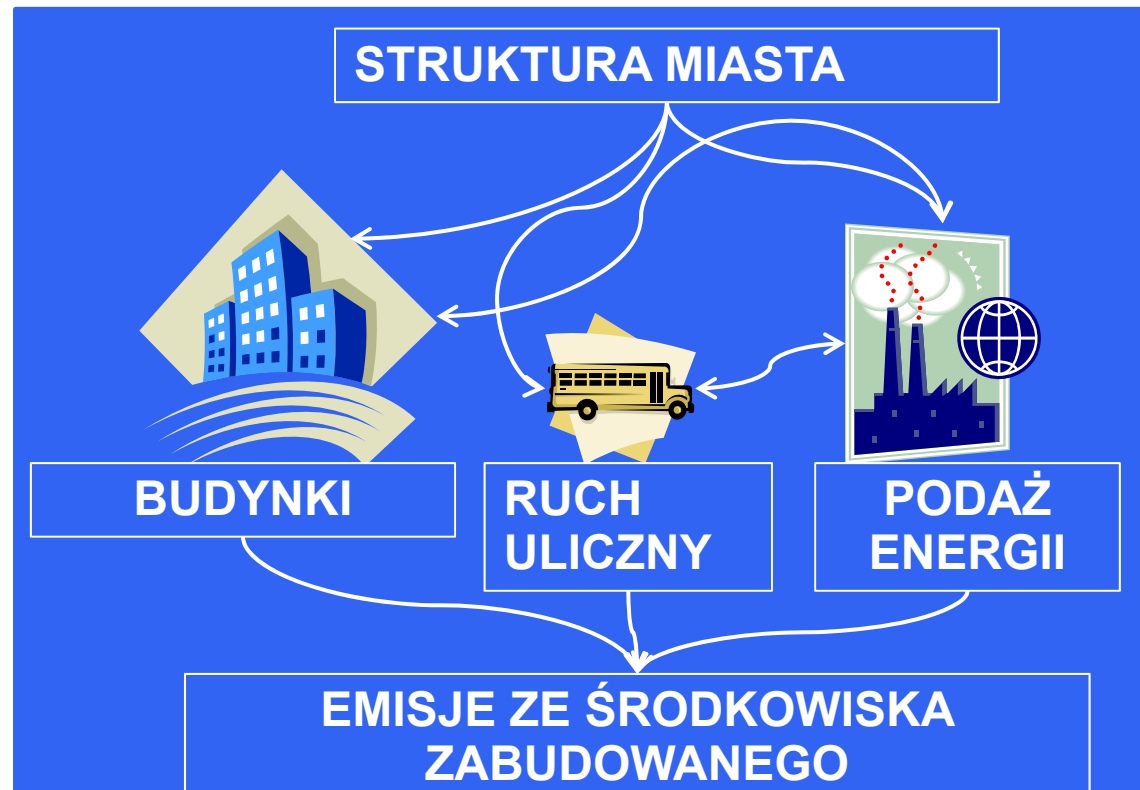 STRUKTURA MIASTA
BUDYNKI
RUCH
ULICZNY
PODAŻ
ENERGII
EMISJE ZE ŚRODKOWISKA
ZABUDOWANEGO